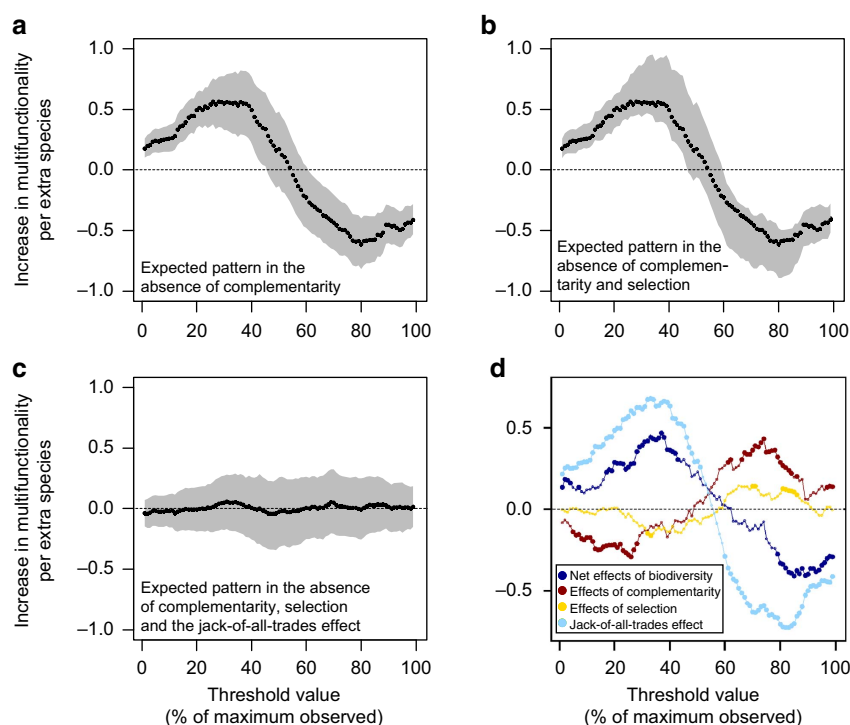 a
1.0
0.5
0.0
–0.5
–1.0
Increase in multifunctionality
per extra species
Expected pattern in the
absence of complementarity
0 20 40 60 80 100
b
1.0
0.5
0.0
–0.5
–1.0
Expected pattern in the
absence of complemen-
tarity and selection
0 20 40 60 80 100
c
1.0
0.5
0.0
–0.5
–1.0
Increase in multifunctionality
per extra species
Expected pattern in the absence
of complementarity, selection
and the jack-of-all-trades effect
0 20 40 60 80 100
Threshold value
(% of maximum observed)
d
0.5
0.0
–0.5
Net effects of biodiversity
Effects of complementarity
Effects of selection
Jack-of-all-trades effect
0 20 40 60 80 100
Threshold value
(% of maximum observed)